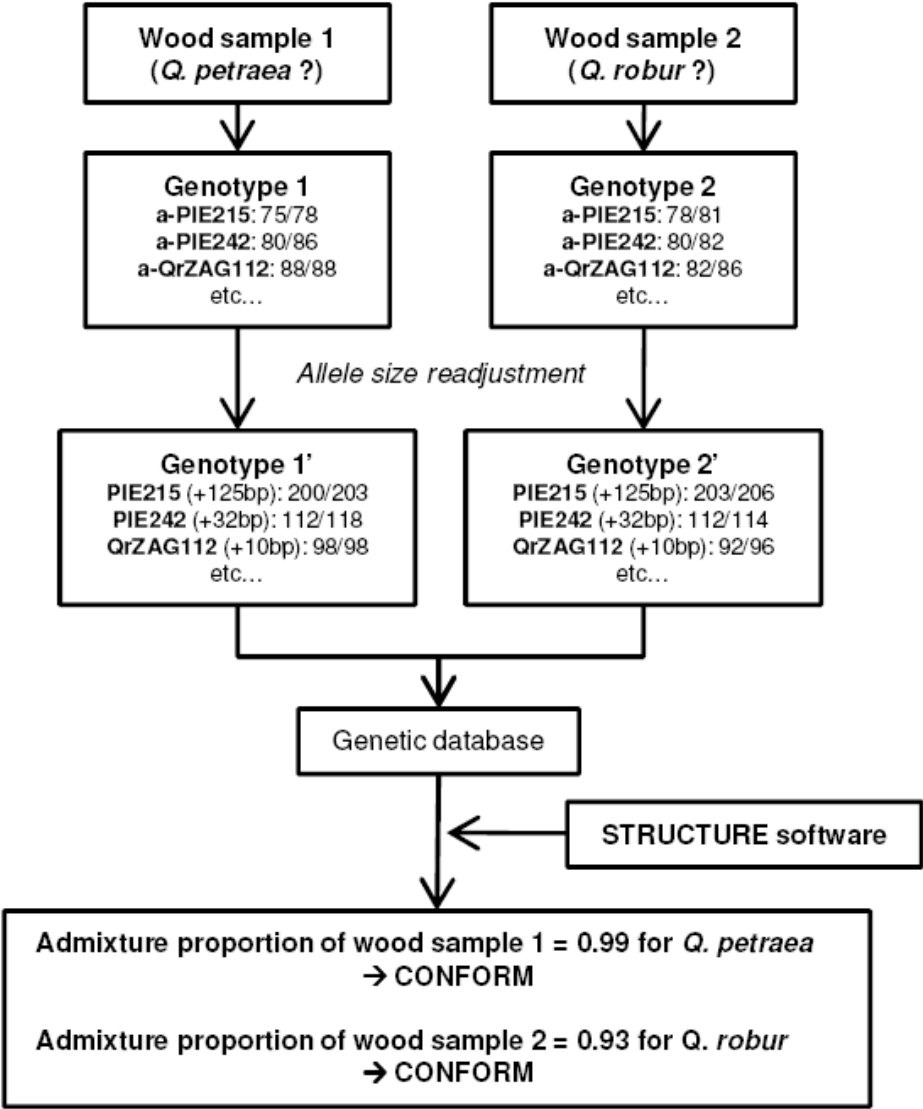 Wood sample 1
(Q. petraea ?)
Wood sample 2
(Q. robur ?)
Genotype 1
a-PIE215: 75/78
a-PIE242: 80/86
a-QrZAG112: 88/88
etc…
Genotype 2
a-PIE215: 78/81
a-PIE242: 80/82
a-QrZAG112: 82/86
etc…
Allele size readjustment
Genotype 1’
PIE215 (+125bp): 200/203
PIE242 (+32bp): 112/118
QrZAG112 (+10bp): 98/98
etc…
Genotype 2’
PIE215 (+125bp): 203/206
PIE242 (+32bp): 112/114
QrZAG112 (+10bp): 92/96
etc…
Genetic database
STRUCTURE software
Admixture proportion of wood sample 1 = 0.99 for Q. petraea
→ CONFORM
Admixture proportion of wood sample 2 = 0.93 for Q. robur
→ CONFORM